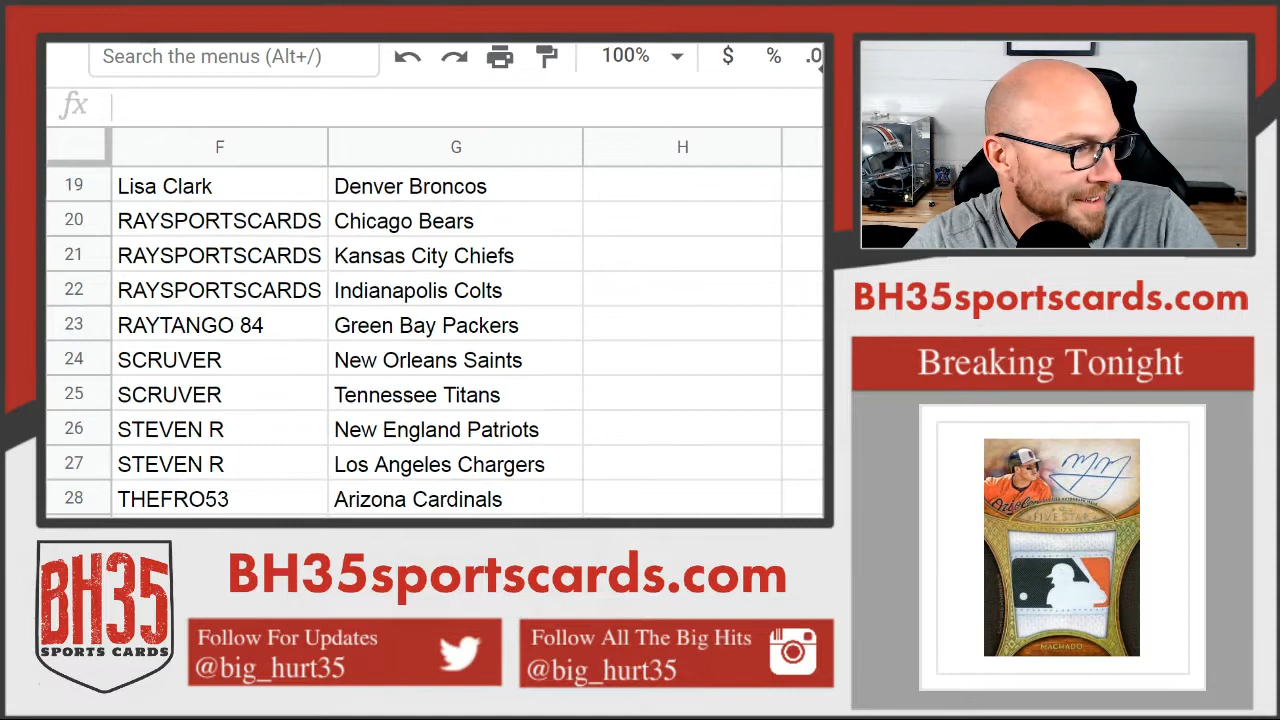 Search the menus (Alt+/)
100%
$
%
.0
fx
F
G
H
19 Lisa Clark Denver Broncos
20 RAYSPORTSCARDS Chicago Bears
21 RAYSPORTSCARDS Kansas City Chiefs
22 RAYSPORTSCARDS Indianapolis Colts
23 RAYTANGO 84 Green Bay Packers
24 SCRUVER New Orleans Saints
25 SCRUVER Tennessee Titans
26 STEVEN R New England Patriots
27 STEVEN R Los Angeles Chargers
28 THEFRO53 Arizona Cardinals
BH35sportscards.com
Breaking Tonight
FIVE STAR
MACHADO
BH35
SPORTS CARDS
BH35sportscards.com
Follow For Updates
@big_hurt35
Follow All The Big Hits
@big_hurt35